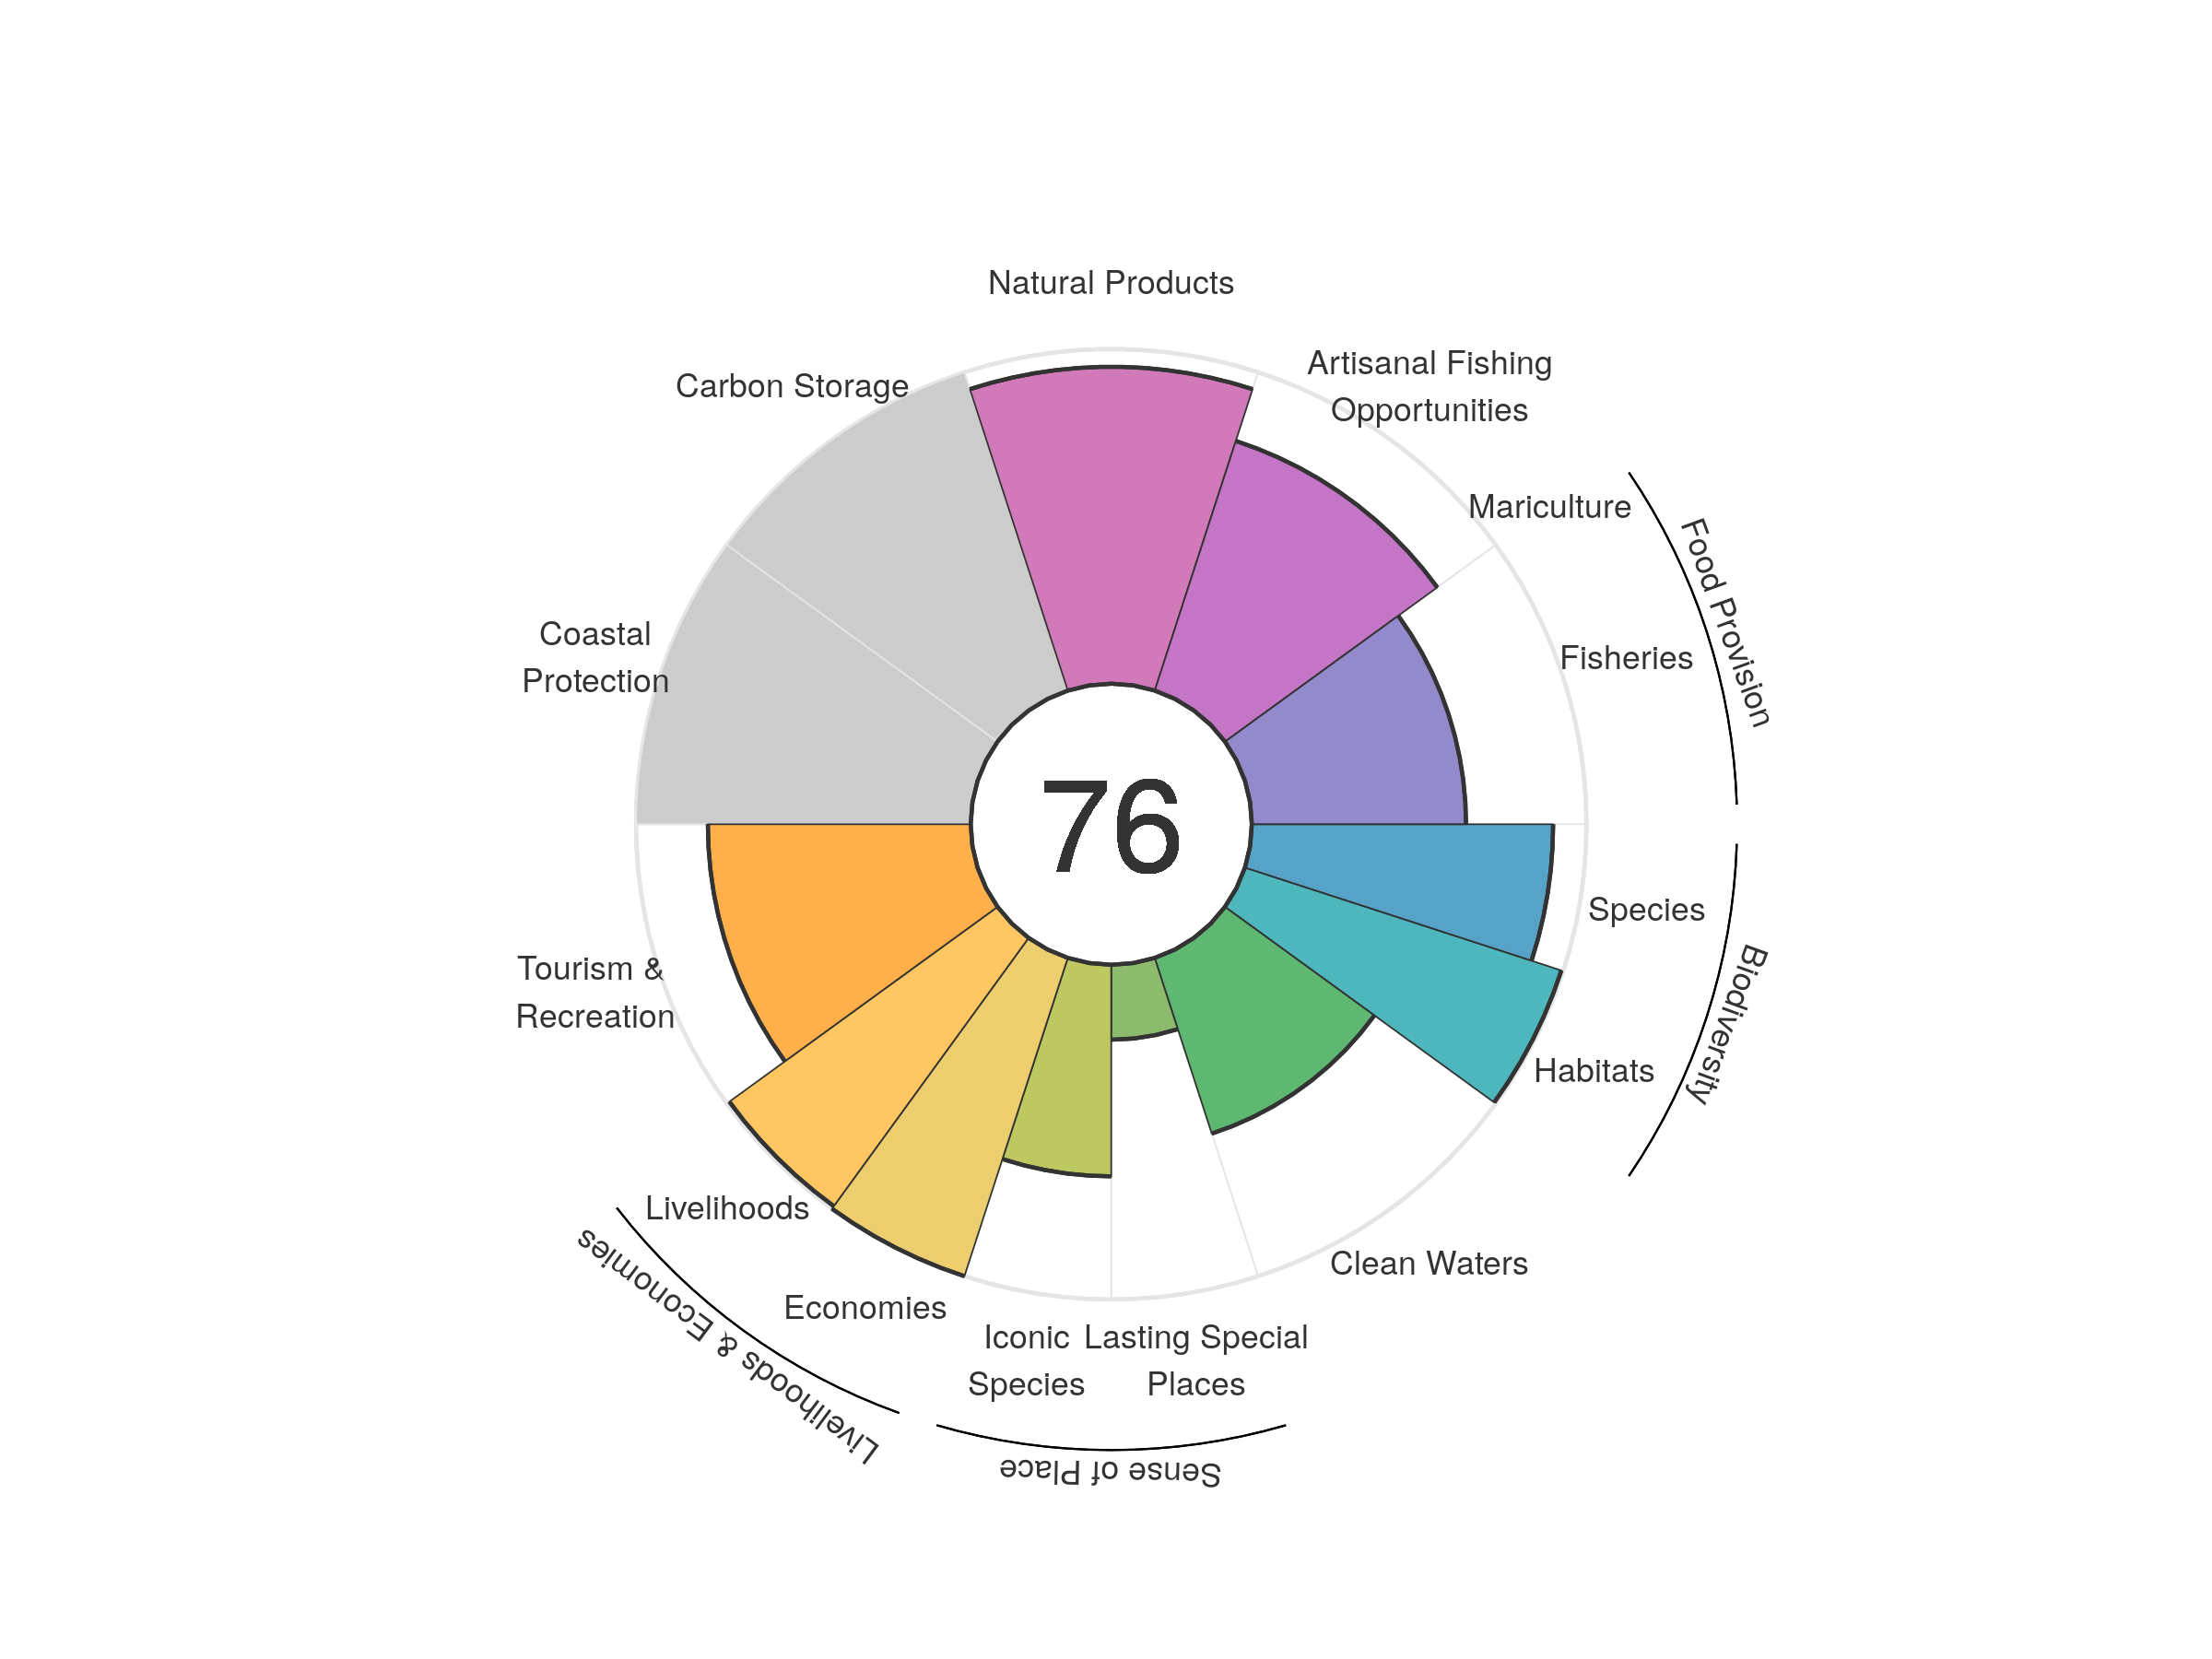 Natural Products
Artisanal Fishing
Opportunities
Carbon Storage
Mariculture
Food Provision
Coastal
Protection
Fisheries
76
Species
Biodiversity
Tourism &
Recreation
Habitats
Livelihoods
Livelihoods & Economies
Clean Waters
Economies
Iconic
Species
Lasting Special
Places
Sense of Place